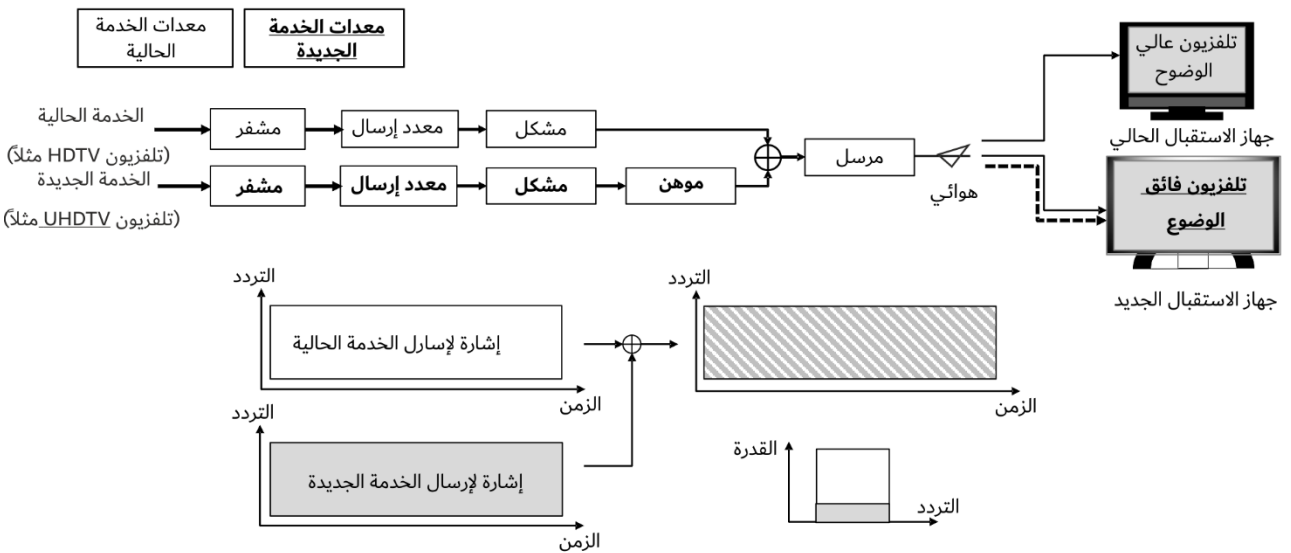 معدات الخدمة
الحالية
معدات الخدمة
الجديدة
الخدمة الحالية
(تلفزيون HDTV مثلاً)
مشفر
معدد إرسال
مشكل
الخدمة الجديدة
(تلفزيون UHDTV مثلاً)
مشفر
معدد إرسال
مشكل
موهن
مرسل
هوائي
تلفزيون عالي
الوضوح
جهاز الاستقبال الحالي
تلفزيون فائق
الوضوع
جهاز الاستقبال الجديد
التردد
إشارة لإسارل الخدمة الحالية
الزمن
التردد
الزمن
التردد
إشارة لإرسال الخدمة الجديدة
الزمن
القدرة
التردد